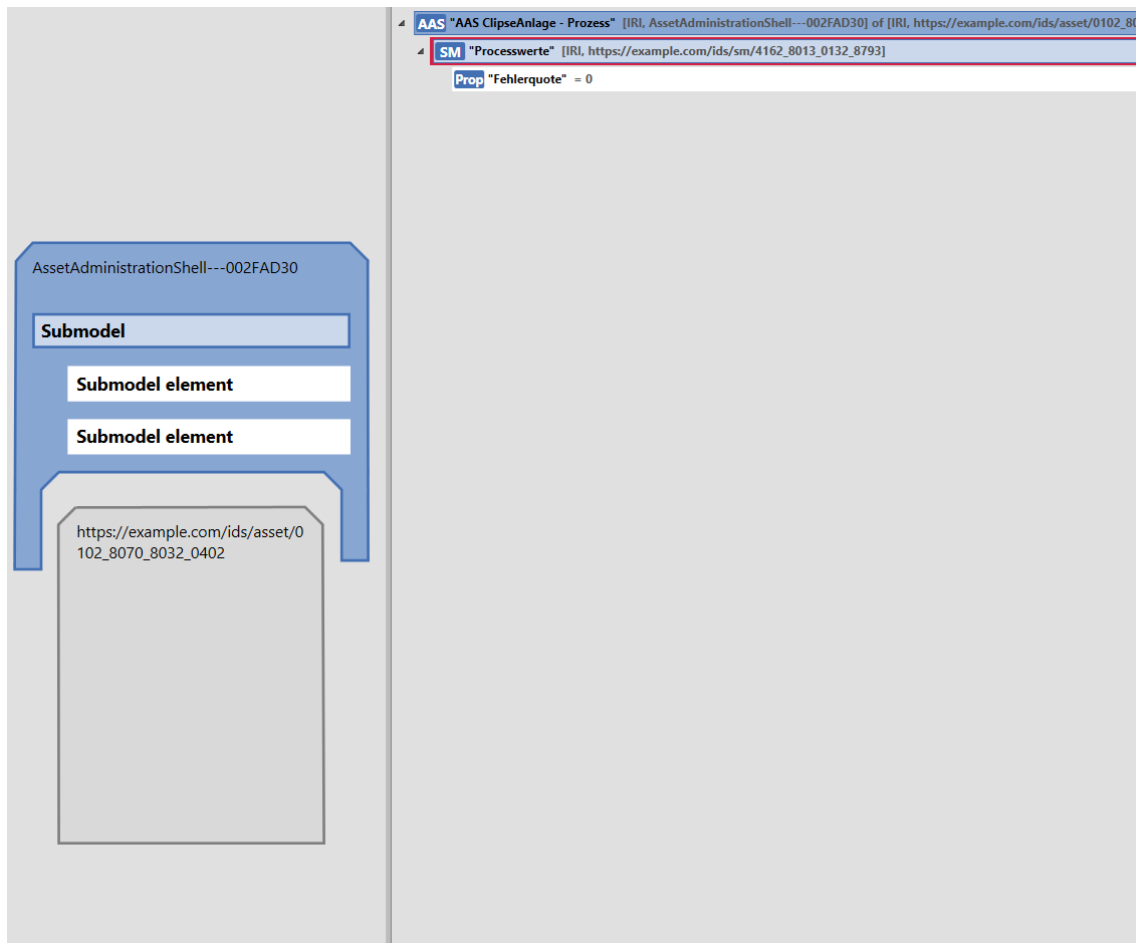 AAS "AAS ClipseAnlage - Prozess" [IRI, AssetAdministrationShell---002FAD30] of [IRI, https://example.com/ids/asset/0102_80
SM "Processwerte" [IRI, https://example.com/ids/sm/4162_8013_0132_8793]
Prop "Fehlerquote" = 0
AssetAdministrationShell---002FAD30
Submodel
Submodel element
Submodel element
https://example.com/ids/asset/0
102_8070_8032_0402